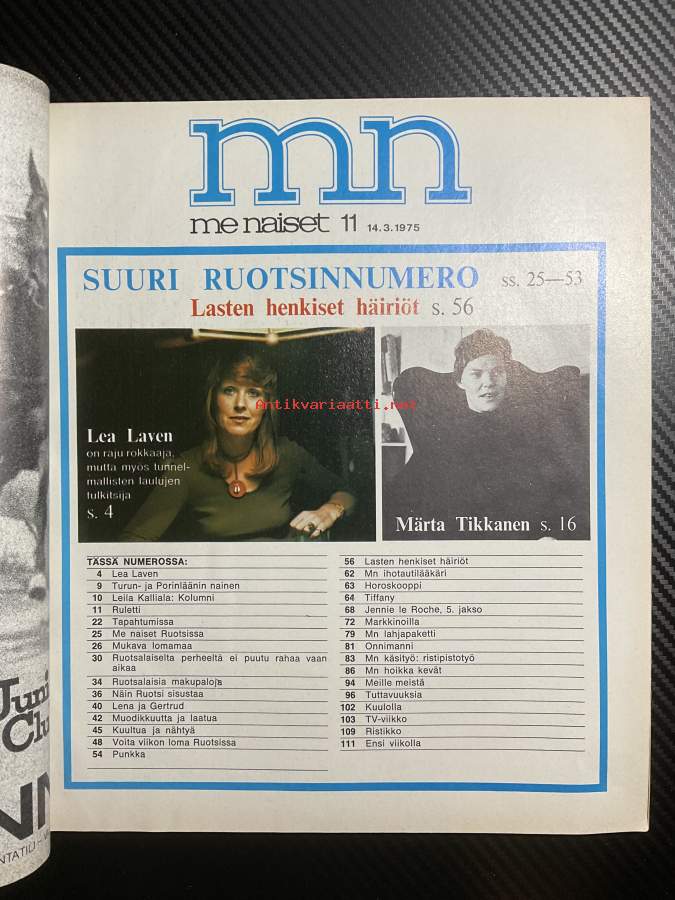 mn
me naiset 11 14.3.1975
SUURI RUOTSINNUMERO ss. 25—53
Lasten henkiset häiriöt s. 56
Antikvariaatti.net
Lea Laven
on raju rokkaaja,
mutta myös tunnel-
mallisten laulujen
tulkitsija
s. 4
Märta Tikkanen s. 16
TÄSSÄ NUMEROSSA:
4 Lea Laven
9 Turun- ja Porinläänin nainen
10 Leila Kalliala: Kolumni
11 Ruletti
22 Tapahtumissa
25 Me naiset Ruotsissa
26 Mukava lomamaa
30 Ruotsalaiselta perheeltä ei puutu rahaa vaan
aikaa
34 Ruotsalaisia makupaloja
36 Näin Ruotsi sisustaa
40 Lena ja Gertrud
42 Muodikkuutta ja laatua
45 Kuultua ja nähtyä
48 Voita viikon loma Ruotsissa
54 Punkka
56 Lasten henkiset häiriöt
62 Mn ihotautilääkäri
63 Horoskooppi
64 Tiffany
68 Jennie le Roche, 5. jakso
72 Markkinoilla
79 Mn lahjapaketti
81 Onnimanni
83 Mn käsityö: ristipistotyö
86 Mn hoikka kevät
94 Meille meistä
96 Tuttavuuksia
102 Kuulolla
103 TV-viikko
109 Ristikko
111 Ensi viikolla
Juni
Clu
NTATILI –